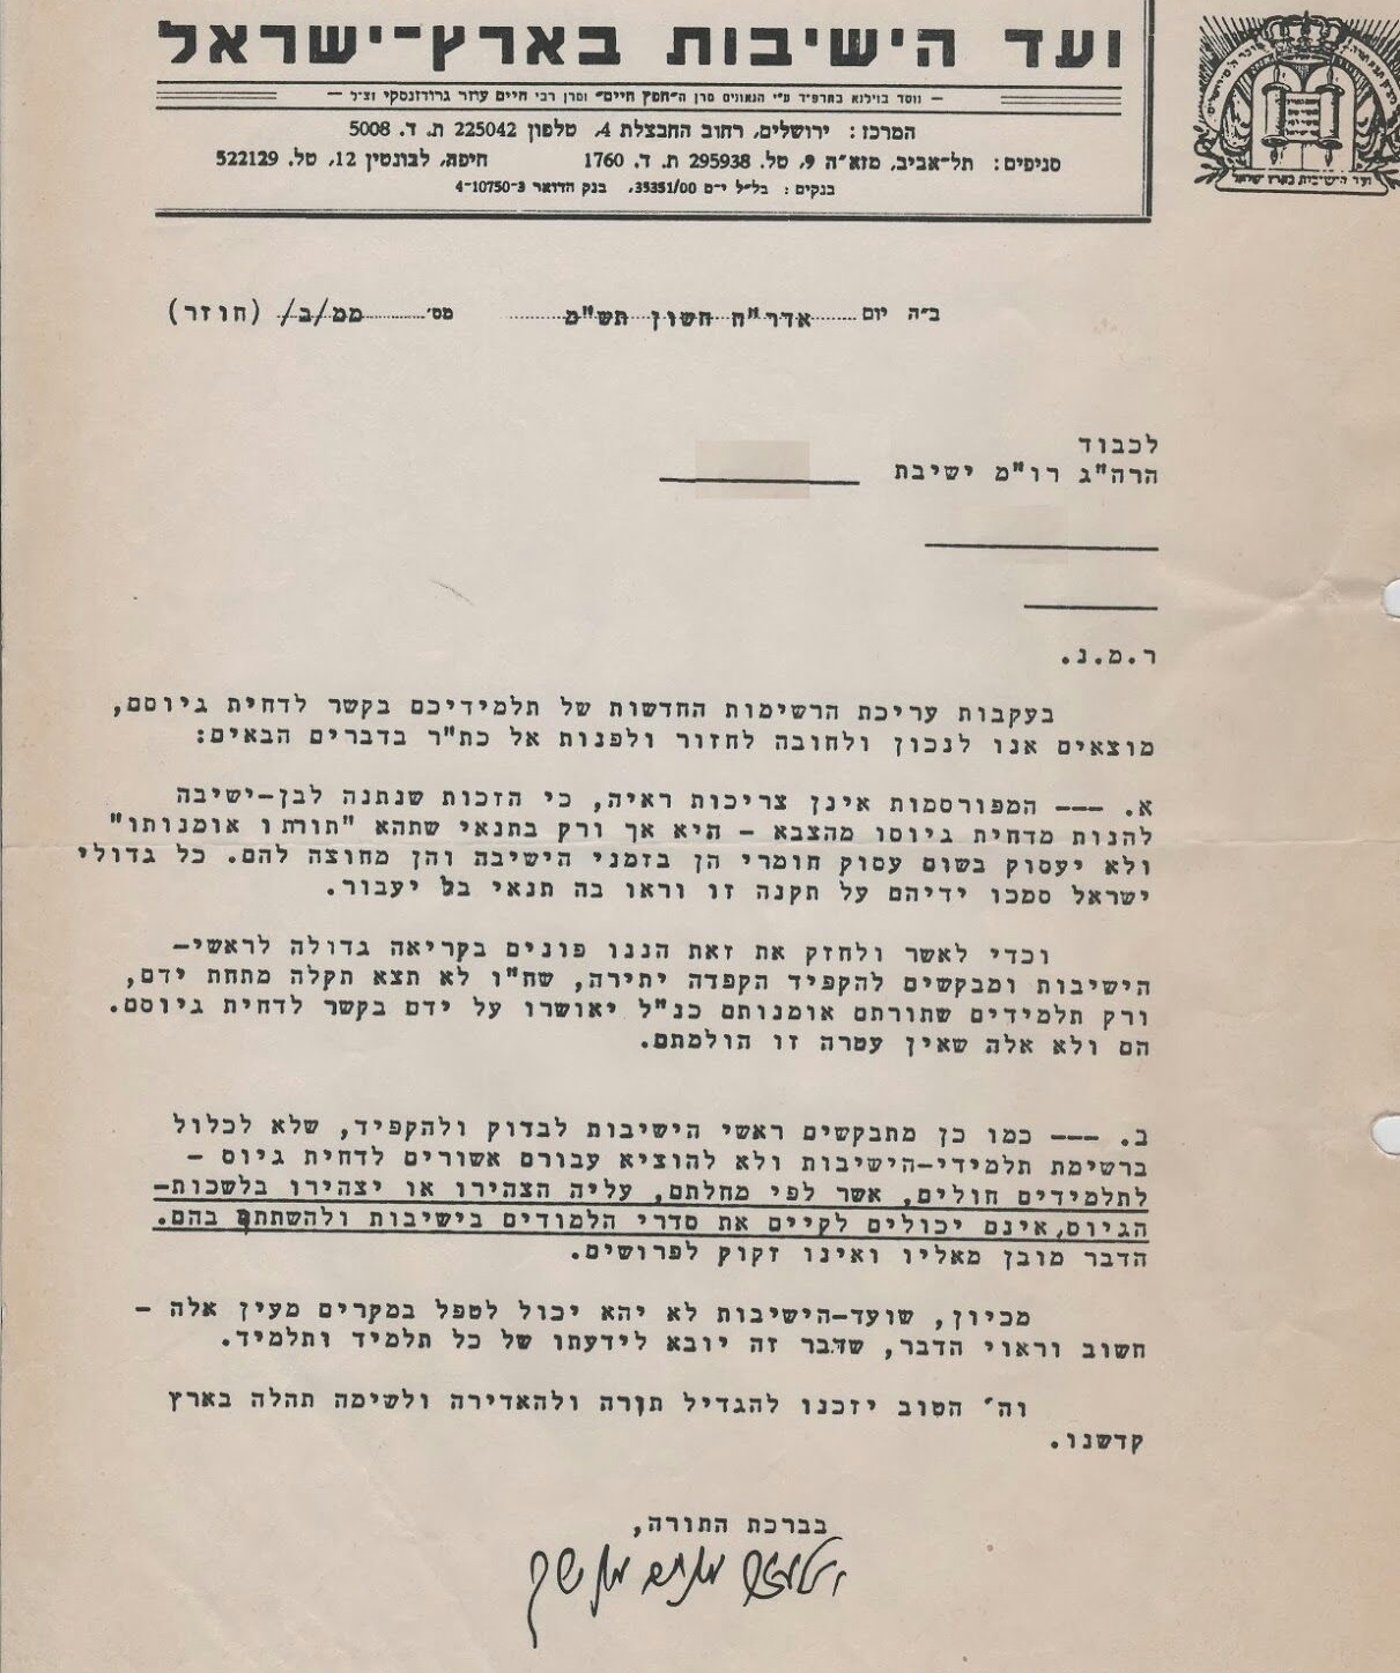 ועד הישיבות בארץ־ישראל
— נוסד בוילנא בתרפ״ד ע״י הגאונים מרן ה״חפץ חיים״ ומרן רבי חיים עוזר גרודזנסקי זצ״ל —
המרכז: ירושלים, רחוב החבצלת 4, טלפון 225042 ת. ד. 5008
סניפים: תל־אביב, מזא״ה 9, טל. 295938 ת. ד. 1760 חיפה, לבונטין 12, טל. 522129
בנקים: בל״ל י־ם 35351/00, בנק הדואר 4-10750-3
ועד הישיבות בארץ ישראל
ב״ה יום אדר"ח חשון תש"מ מס׳ ממ/ב/ (חוזר)
לכבוד
הרה"ג רו"מ ישיבת
ר.מ.נ.
בעקבות עריכת הרשימות החדשות של תלמידיכם בקשר לדחית גיוסם,
מוצאים אנו לנכון ולחובה לחזור ולפנות אל כת"ר בדברים הבאים:
א. --- המפורסמות אינן צריכות ראיה, כי הזכות שנתנה לבן-ישיבה
להנות מדחית גיוסו מהצבא - היא אך ורק בתנאי שתהא "תורתו אומנותו"
ולא יעסוק בשום עסוק חומרי הן בזמני הישיבה והן מחוצה להם. כל גדולי
ישראל סמכו ידיהם על תקנה זו וראו בה תנאי בל יעבור.
וכדי לאשר ולחזק את זאת הננו פונים בקריאה גדולה לראשי-
הישיבות ומבקשים להקפיד הקפדה יתירה, שח"ו לא תצא תקלה מתחת ידם,
ורק תלמידים שתורתם אומנותם כנ"ל יאושרו על ידם בקשר לדחית גיוסם.
הם ולא אלה שאין עטרה זו הולמתם.
ב. --- כמו כן מתבקשים ראשי הישיבות לבדוק ולהקפיד, שלא לכלול
ברשימת תלמידי-הישיבות ולא להוציא עבורם אשורים לדחית גיוס -
לתלמידים חולים, אשר לפי מחלתם, עליה הצהירו או יצהירו בלשכות-
הגיוס, אינם יכולים לקיים את סדרי הלמודים בישיבות ולהשתתף בהם.
הדבר מובן מאליו ואינו זקוק לפרושים.
מכיון, שועד-הישיבות לא יהא יכול לטפל במקרים מעין אלה -
חשוב וראוי הדבר, שדבר זה יובא לידעתו של כל תלמיד ותלמיד.
וה׳ הטוב יזכנו להגדיל תורה ולהאדירה ולשימה תהלה בארץ
קדשנו.
בברכת התורה,
אלעזר מנחם מן שך